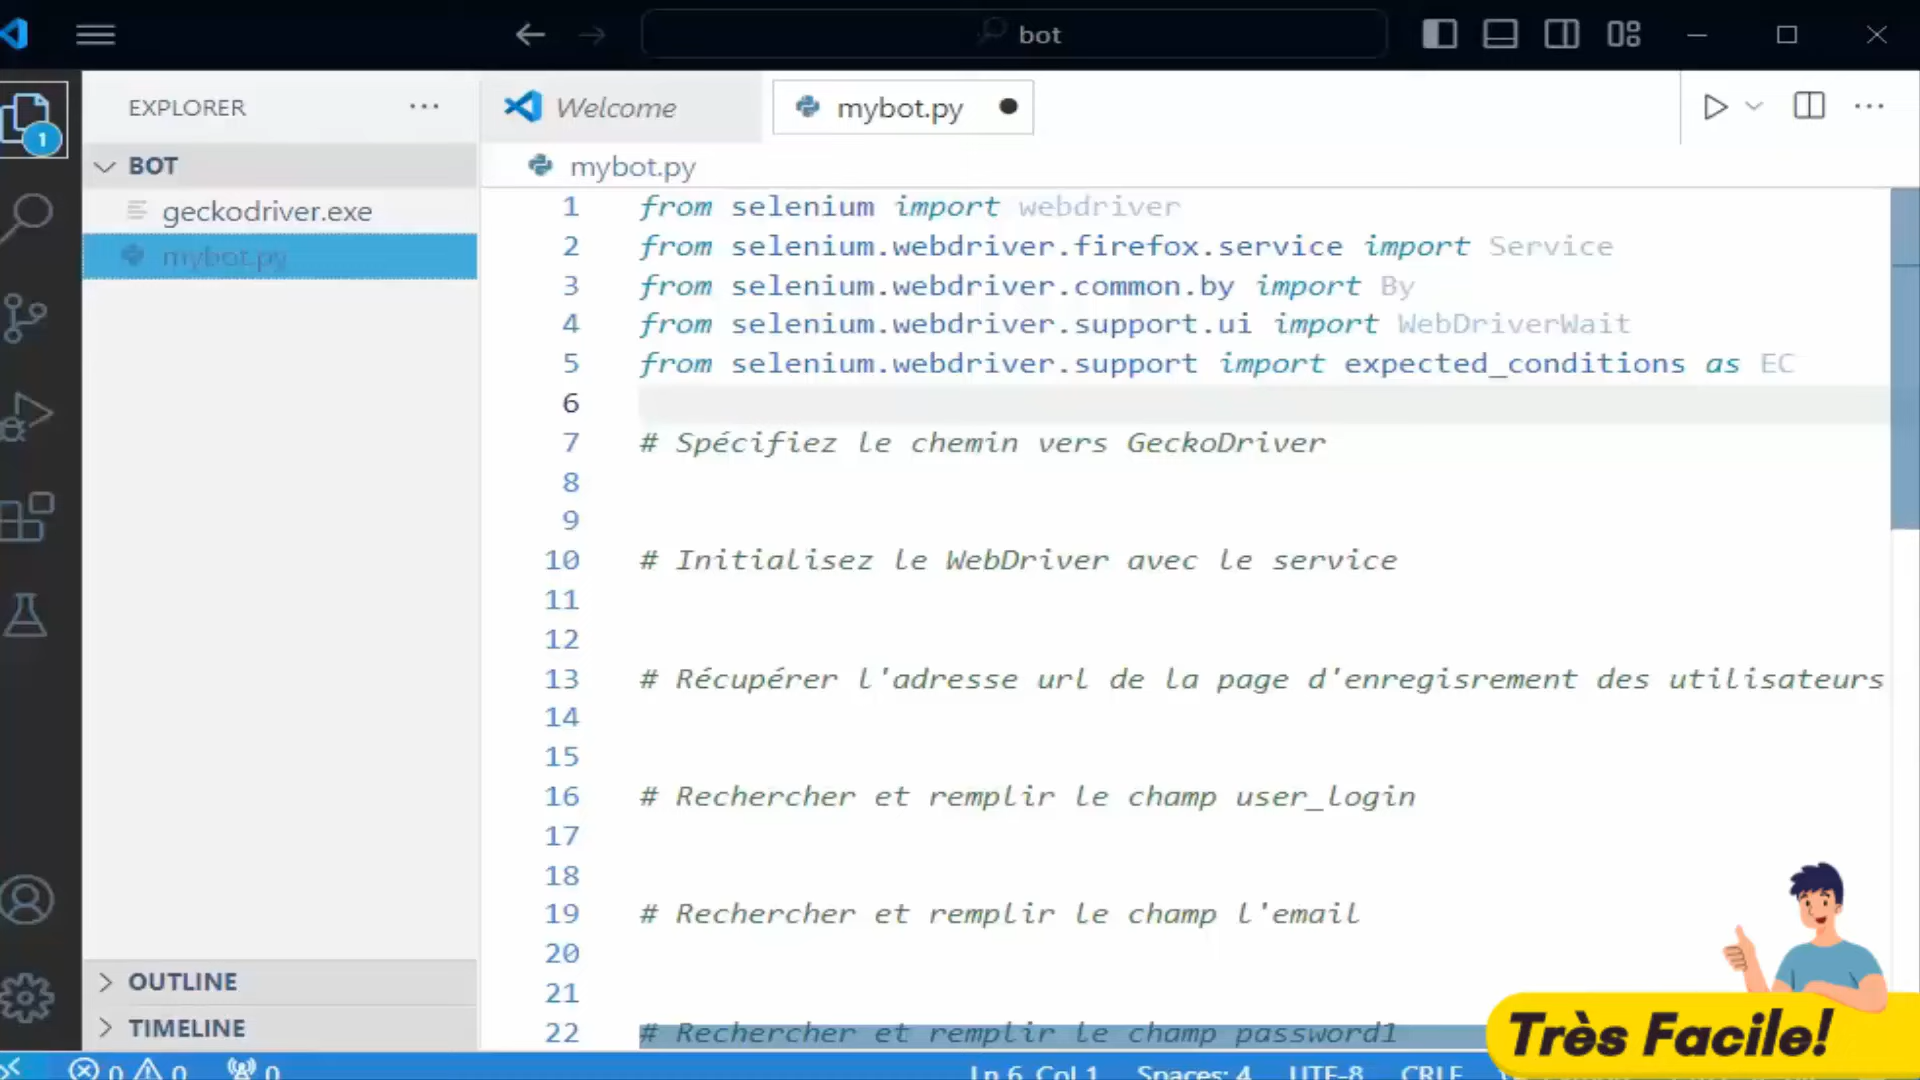 bot
EXPLORER
Welcome
mybot.py
BOT
mybot.py
geckodriver.exe
mybot.py
1
1 from selenium import webdriver
2 from selenium.webdriver.firefox.service import Service
3 from selenium.webdriver.common.by import By
4 from selenium.webdriver.support.ui import WebDriverWait
5 from selenium.webdriver.support import expected_conditions as EC
6
7 # Spécifiez le chemin vers GeckoDriver
8
9
10 # Initialisez le WebDriver avec le service
11
12
13 # Récupérer l'adresse url de la page d'enregisrement des utilisateurs
14
15
16 # Rechercher et remplir le champ user_login
17
18
19 # Rechercher et remplir le champ l'email
20
21
22 # Rechercher et remplir le champ password1
OUTLINE
TIMELINE
Très Facile!
0 0 0 Ln 6, Col 1 Spaces: 4 UTF-8 CRLF